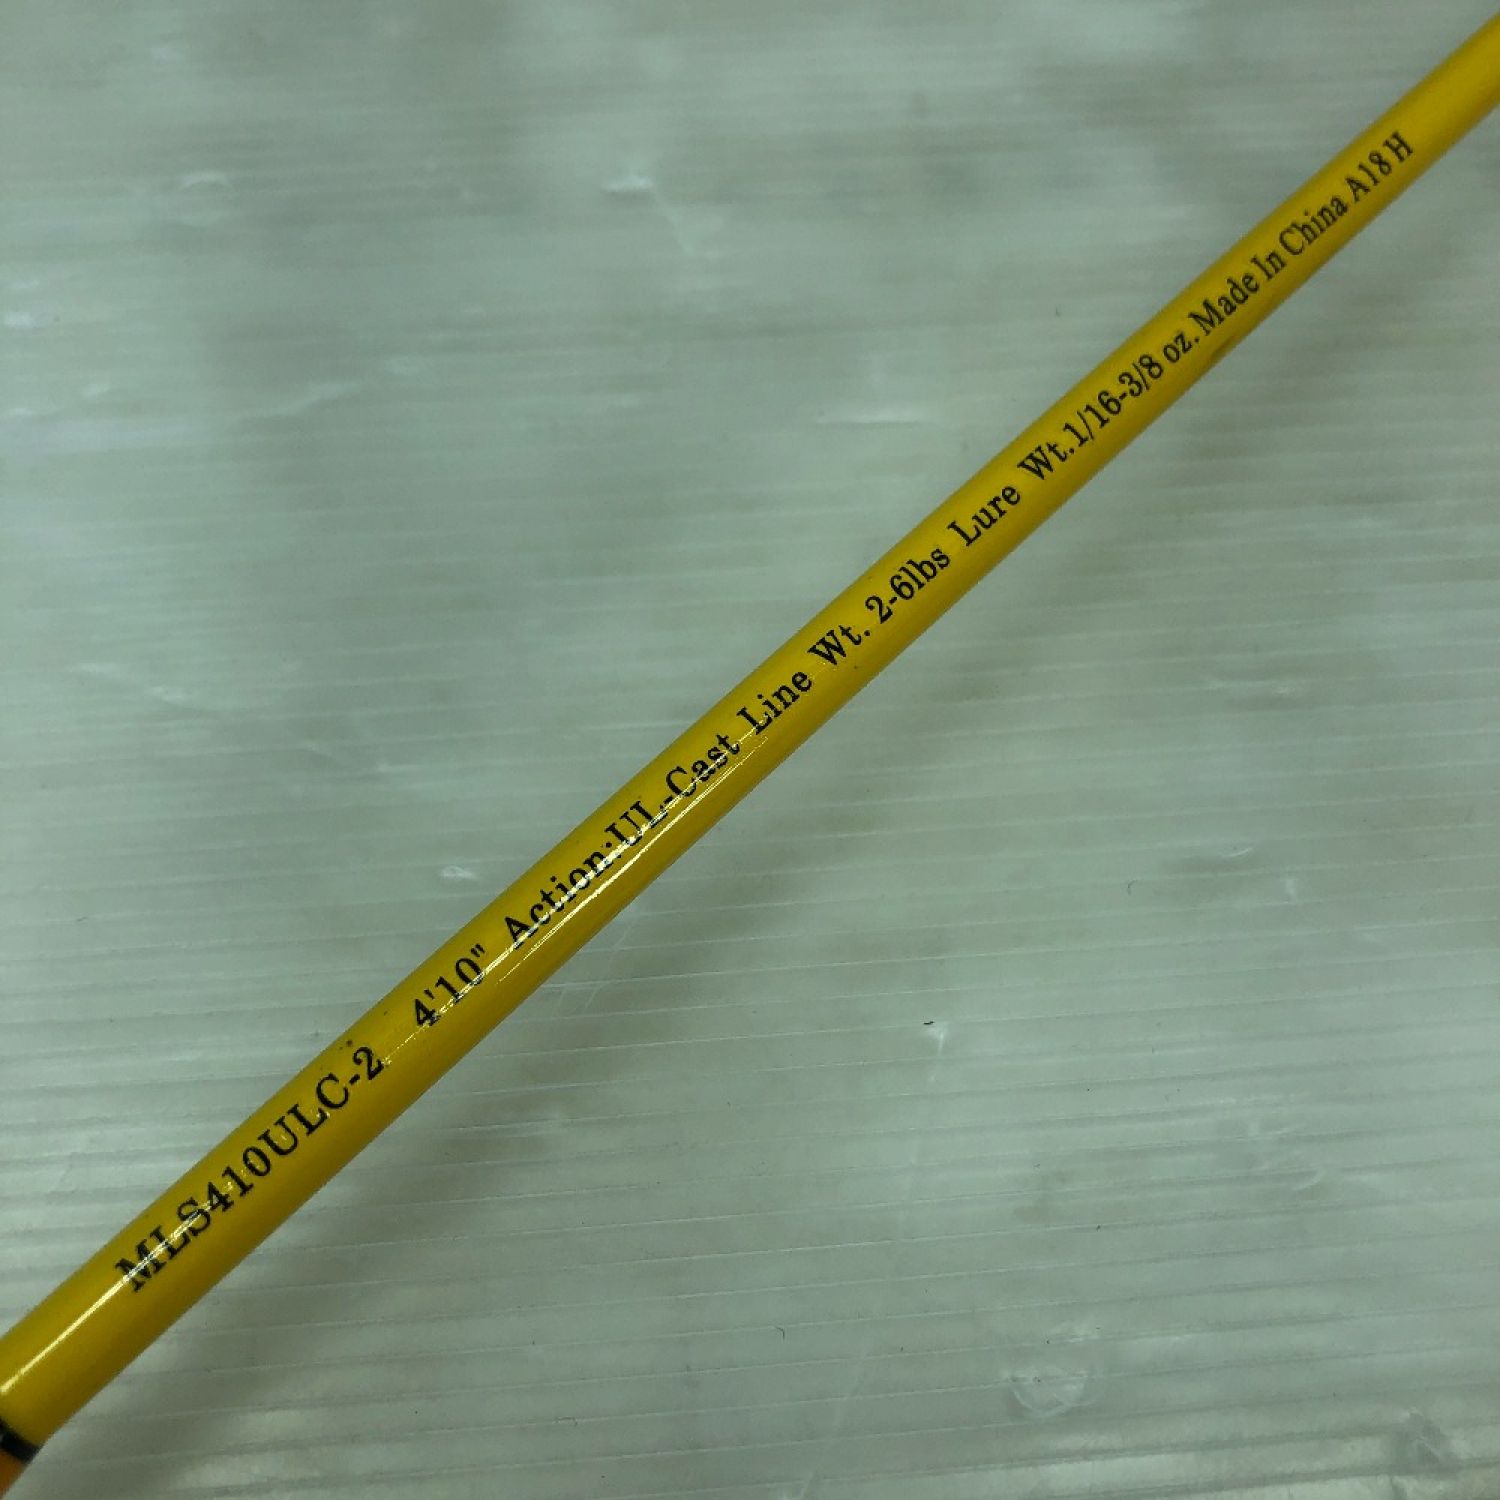 MLS410ULC-2 4'10" Action:UL-Cast Line Wt. 2-6lbs Lure Wt.1/16-3/8 oz. Made In China A18 H